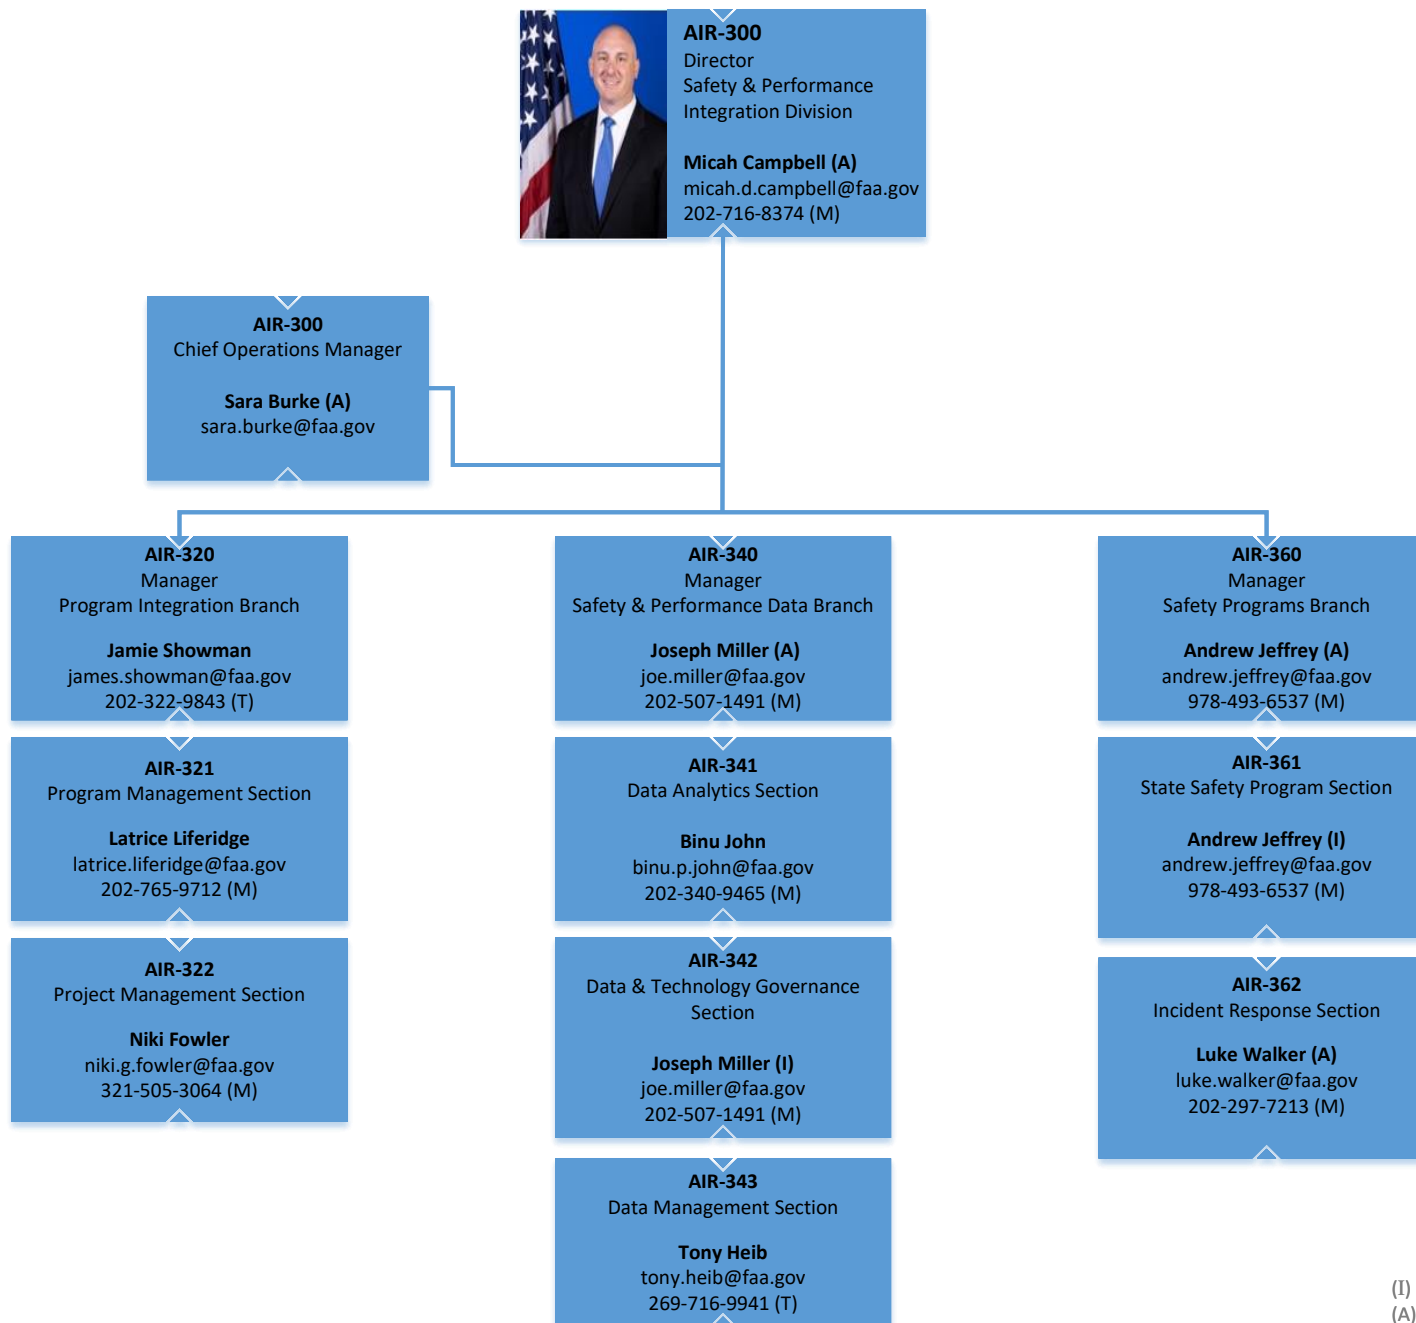 AIR-300
Director
Safety & Performance
Integration Division
Micah Campbell (A)
micah.d.campbell@faa.gov
202-716-8374 (M)
AIR-300
Chief Operations Manager
Sara Burke (A)
sara.burke@faa.gov
AIR-320
Manager
Program Integration Branch
Jamie Showman
james.showman@faa.gov
202-322-9843 (T)
AIR-321
Program Management Section
Latrice Liferidge
latrice.liferidge@faa.gov
202-765-9712 (M)
AIR-322
Project Management Section
Niki Fowler
niki.g.fowler@faa.gov
321-505-3064 (M)
AIR-340
Manager
Safety & Performance Data Branch
Joseph Miller (A)
joe.miller@faa.gov
202-507-1491 (M)
AIR-341
Data Analytics Section
Binu John
binu.p.john@faa.gov
202-340-9465 (M)
AIR-342
Data & Technology Governance
Section
Joseph Miller (I)
joe.miller@faa.gov
202-507-1491 (M)
AIR-343
Data Management Section
Tony Heib
tony.heib@faa.gov
269-716-9941 (T)
AIR-360
Manager
Safety Programs Branch
Andrew Jeffrey (A)
andrew.jeffrey@faa.gov
978-493-6537 (M)
AIR-361
State Safety Program Section
Andrew Jeffrey (I)
andrew.jeffrey@faa.gov
978-493-6537 (M)
AIR-362
Incident Response Section
Luke Walker (A)
luke.walker@faa.gov
202-297-7213 (M)
(I)
(A)